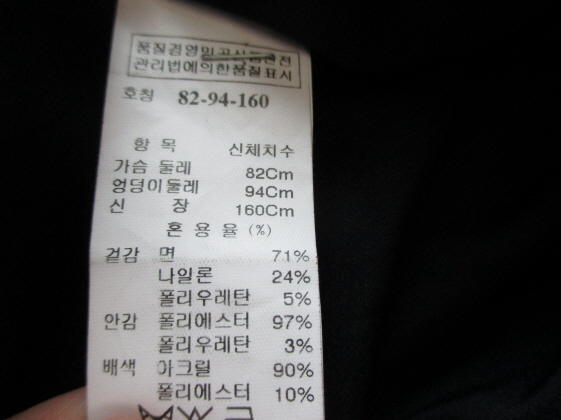 품질경영및공산품안전
관리법에의한품질표시
호칭 82-94-160
항 목 신체치수
가슴 둘레 82Cm
엉덩이둘레 94Cm
신 장 160Cm
혼 용 율 (%)
겉감 면 71%
나일론 24%
폴리우레탄 5%
안감 폴리에스터 97%
폴리우레탄 3%
배색 아크릴 90%
폴리에스터 10%